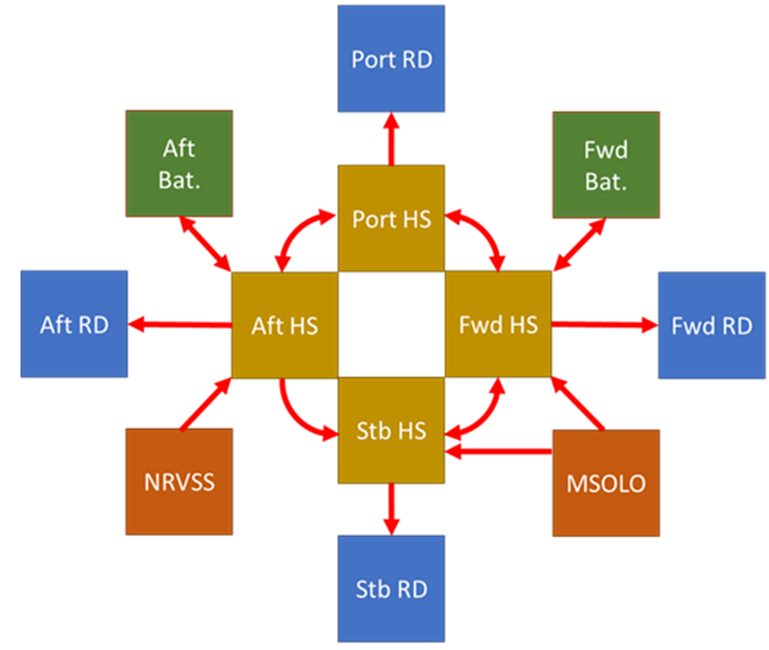 Port RD
Aft
Bat.
Fwd
Bat.
Port HS
Aft RD
Aft HS
Fwd HS
Fwd RD
Stb HS
NRVSS
MSOLO
Stb RD